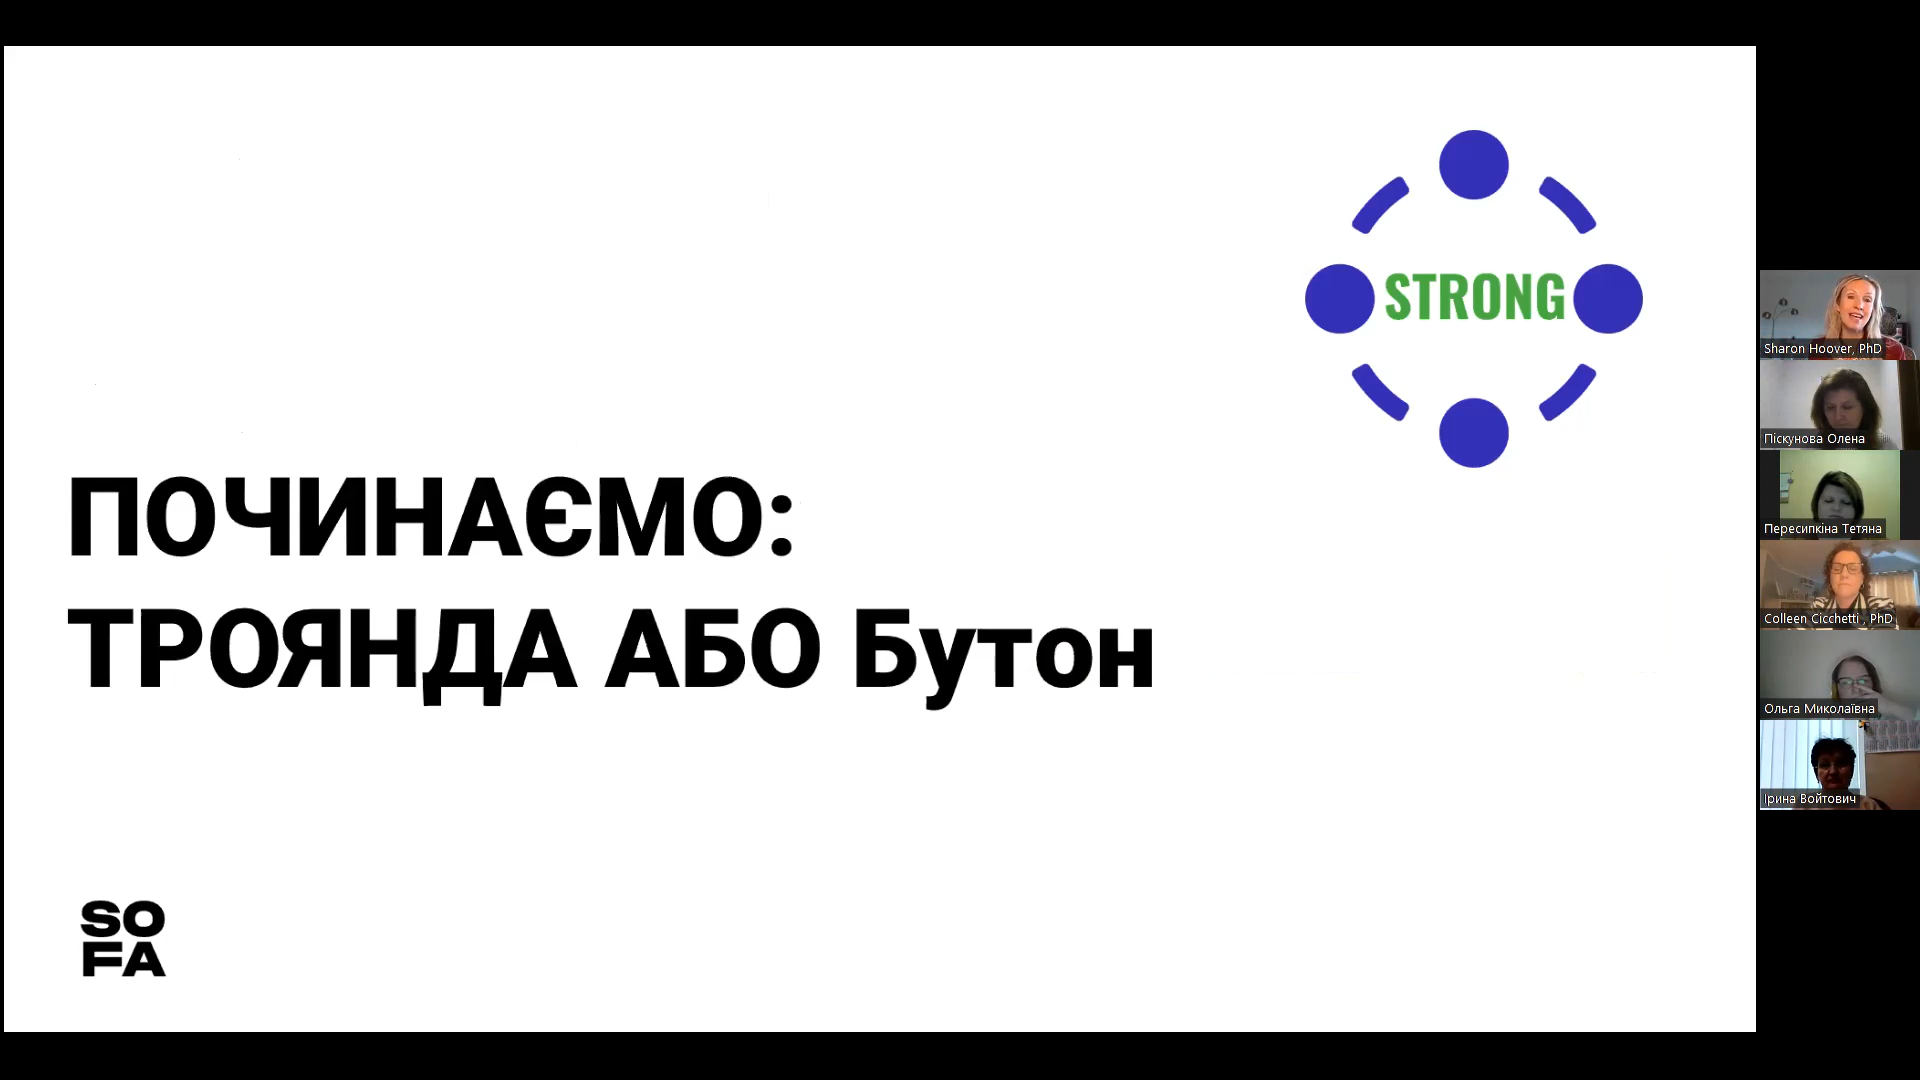 STRONG
ПОЧИНАЄМО:
ТРОЯНДА АБО Бутон
SO
FA
Sharon Hoover, PhD
Піскунова Олена
Пересипкіна Тетяна
Colleen Cicchetti , PhD
Ольга Миколаївна
Ірина Войтович